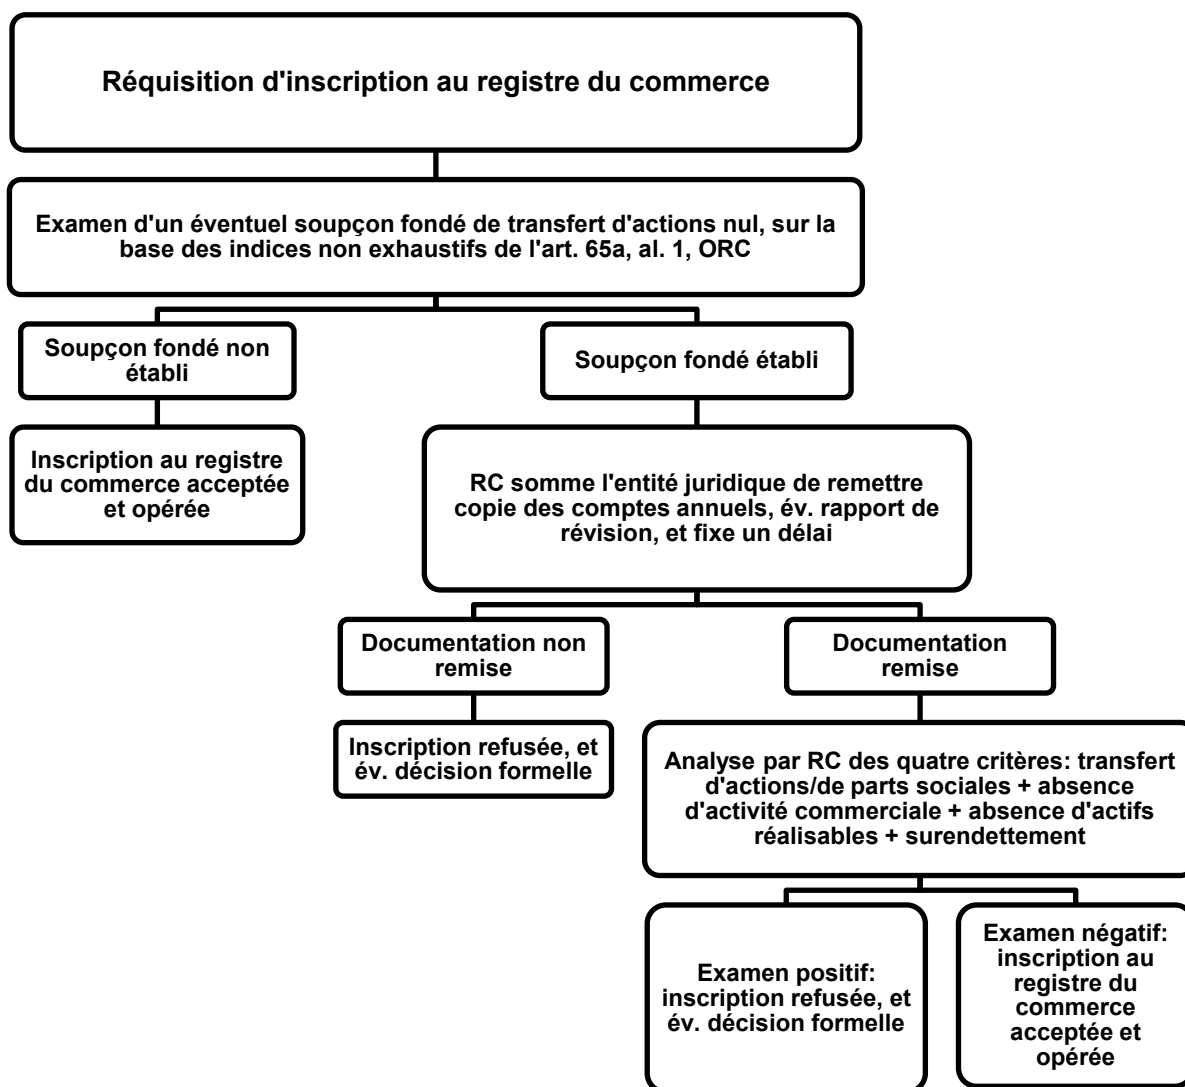 Réquisition d'inscription au registre du commerce
Examen d'un éventuel soupçon fondé de transfert d'actions nul, sur la
base des indices non exhaustifs de l'art. 65a, al. 1, ORC
Soupçon fondé non
établi
Soupçon fondé établi
Inscription au registre
du commerce acceptée
et opérée
RC somme l'entité juridique de remettre
copie des comptes annuels, év. rapport de
révision, et fixe un délai
Documentation non
remise
Documentation
remise
Inscription refusée, et
év. décision formelle
Analyse par RC des quatre critères: transfert
d'actions/de parts sociales + absence
d'activité commerciale + absence d'actifs
réalisables + surendettement
Examen positif:
inscription refusée, et
év. décision formelle
Examen négatif:
inscription au
registre du
commerce
acceptée et
opérée